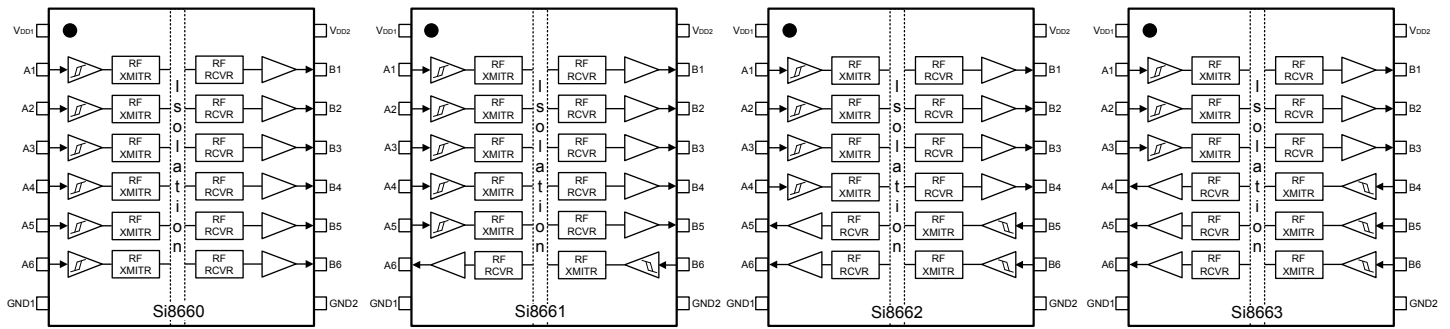 VDD1 VDD2
A1 RF XMITR RF RCVR B1
A2 RF XMITR RF RCVR B2
A3 RF XMITR RF RCVR B3
A4 RF XMITR RF RCVR B4
A5 RF XMITR RF RCVR B5
A6 RF XMITR RF RCVR B6
Isolation
GND1 GND2
Si8660
VDD1 VDD2
A1 RF XMITR RF RCVR B1
A2 RF XMITR RF RCVR B2
A3 RF XMITR RF RCVR B3
A4 RF XMITR RF RCVR B4
A5 RF XMITR RF RCVR B5
A6 RF RCVR RF XMITR B6
Isolation
GND1 GND2
Si8661
VDD1 VDD2
A1 RF XMITR RF RCVR B1
A2 RF XMITR RF RCVR B2
A3 RF XMITR RF RCVR B3
A4 RF XMITR RF RCVR B4
A5 RF RCVR RF XMITR B5
A6 RF RCVR RF XMITR B6
Isolation
GND1 GND2
Si8662
VDD1 VDD2
A1 RF XMITR RF RCVR B1
A2 RF XMITR RF RCVR B2
A3 RF XMITR RF RCVR B3
A4 RF RCVR RF XMITR B4
A5 RF RCVR RF XMITR B5
A6 RF RCVR RF XMITR B6
Isolation
GND1 GND2
Si8663